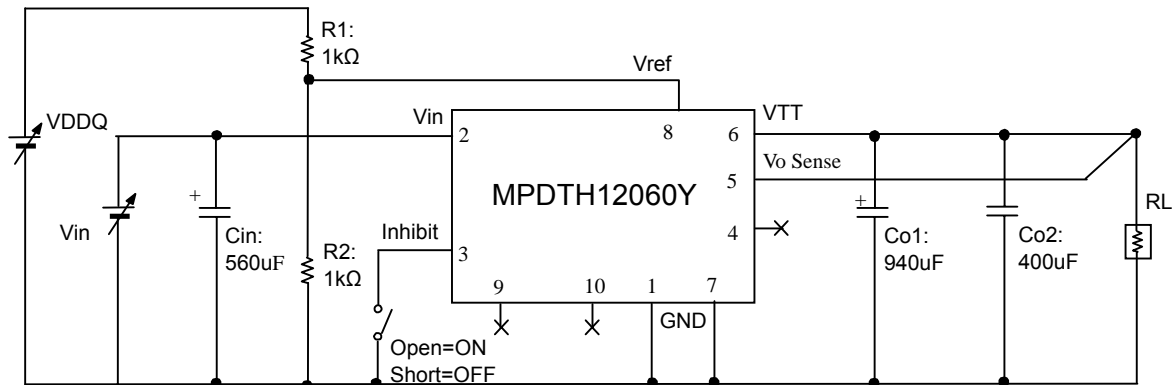 R1:
1kΩ
Vref
VDDQ
Vin
2
8
6
VTT
Vo Sense
5
MPDTH12060Y
+
Vin
Cin:
560uF
R2:
1kΩ
Inhibit
3
4
+
Co1:
940uF
Co2:
400uF
RL
9
10
1
7
GND
Open=ON
Short=OFF